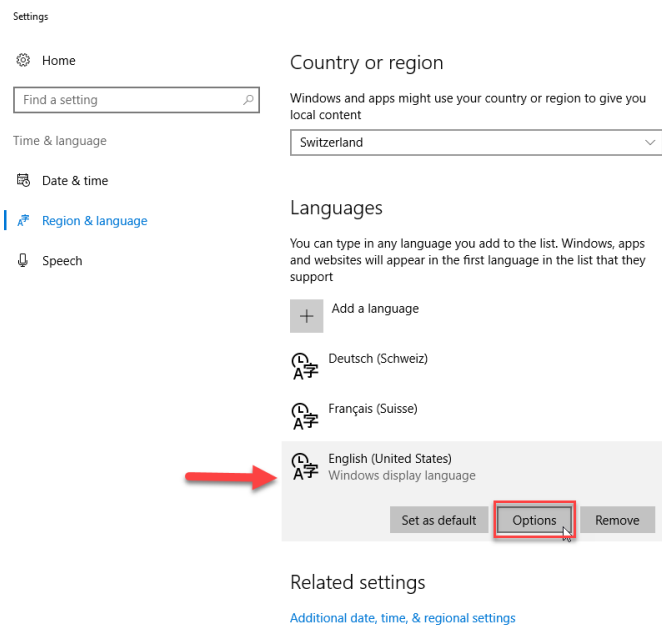 Settings
Home
Find a setting
Time & language
Date & time
Region & language
Speech
Country or region
Windows and apps might use your country or region to give you
local content
Switzerland
Languages
You can type in any language you add to the list. Windows, apps
and websites will appear in the first language in the list that they
support
Add a language
Deutsch (Schweiz)
Français (Suisse)
English (United States)
Windows display language
Set as default Options Remove
Related settings
Additional date, time, & regional settings